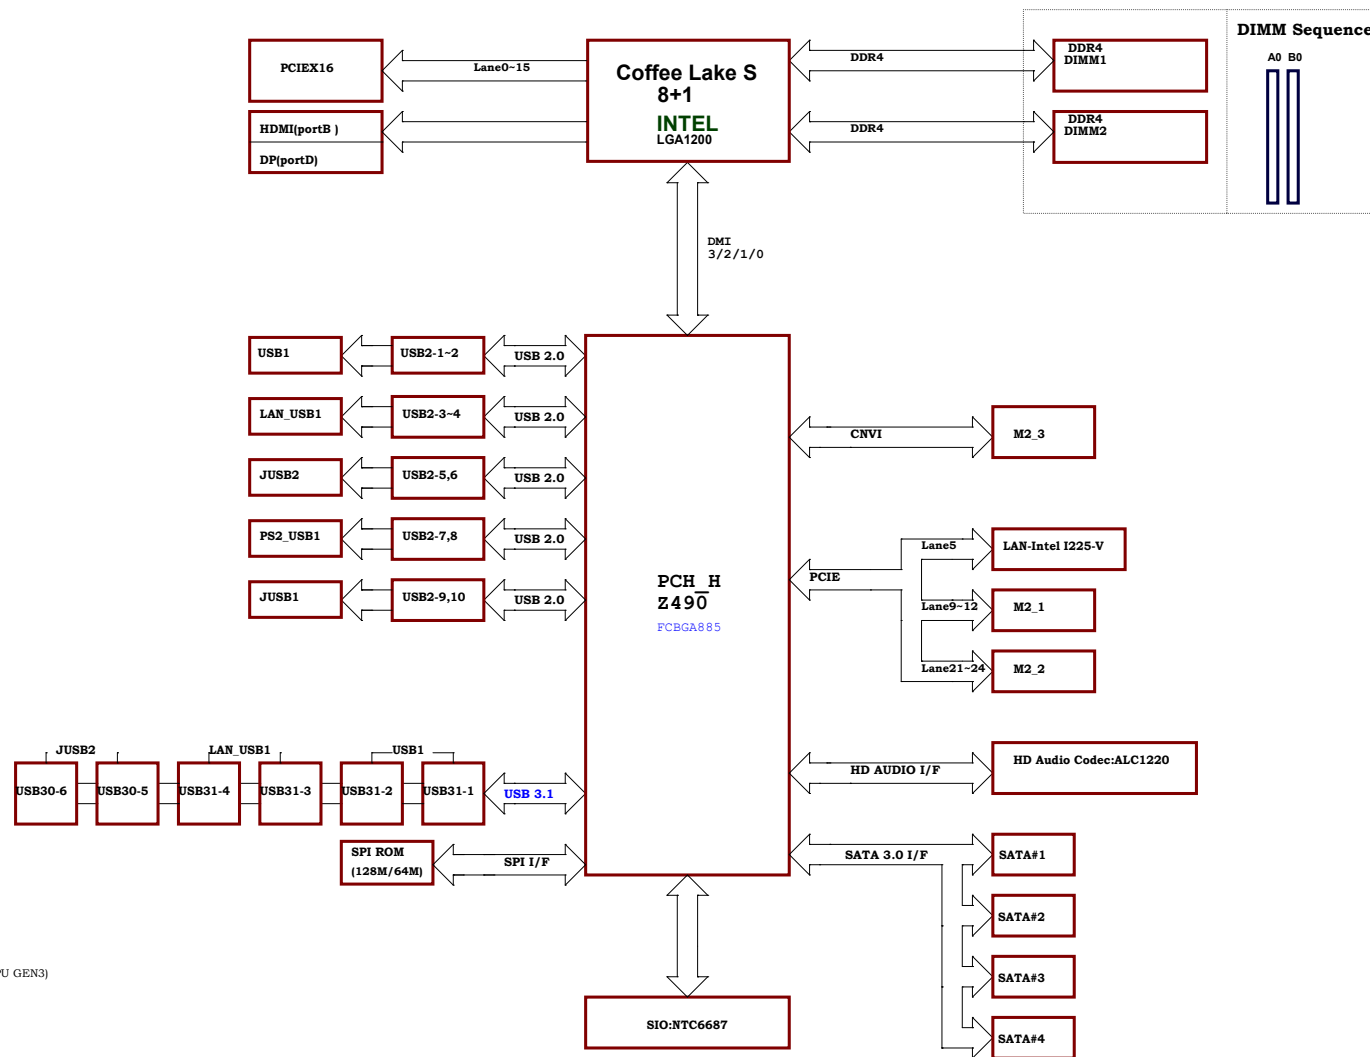 DIMM Sequence
A0 B0
PCIEX16
Lane0~15
Coffee Lake S
8+1
INTEL
LGA1200
DDR4
DDR4
DIMM1
HDMI(portB )
DP(portD)
DDR4
DDR4
DIMM2
DMI
3/2/1/0
USB1
USB2-1~2
USB 2.0
LAN_USB1
USB2-3~4
USB 2.0
CNVI
M2_3
JUSB2
USB2-5,6
USB 2.0
PS2_USB1
USB2-7,8
USB 2.0
Lane5
LAN-Intel I225-V
JUSB1
USB2-9,10
USB 2.0
PCH_H
Z490
FCBGA885
PCIE
Lane9~12
M2_1
Lane21~24
M2_2
JUSB2
LAN_USB1
USB1
USB30-6
USB30-5
USB31-4
USB31-3
USB31-2
USB31-1
USB 3.1
HD AUDIO I/F
HD Audio Codec:ALC1220
SPI ROM
(128M/64M)
SPI I/F
SATA 3.0 I/F
SATA#1
SATA#2
SATA#3
SATA#4
GEN3)
SIO:NTC6687